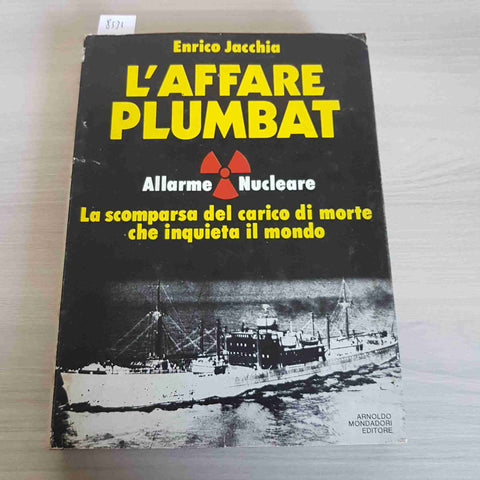 Enrico Jacchia
L'AFFARE
PLUMBAT
Allarme Nucleare
La scomparsa del carico di morte
che inquieta il mondo
ARNOLDO
MONDADORI
EDITORE